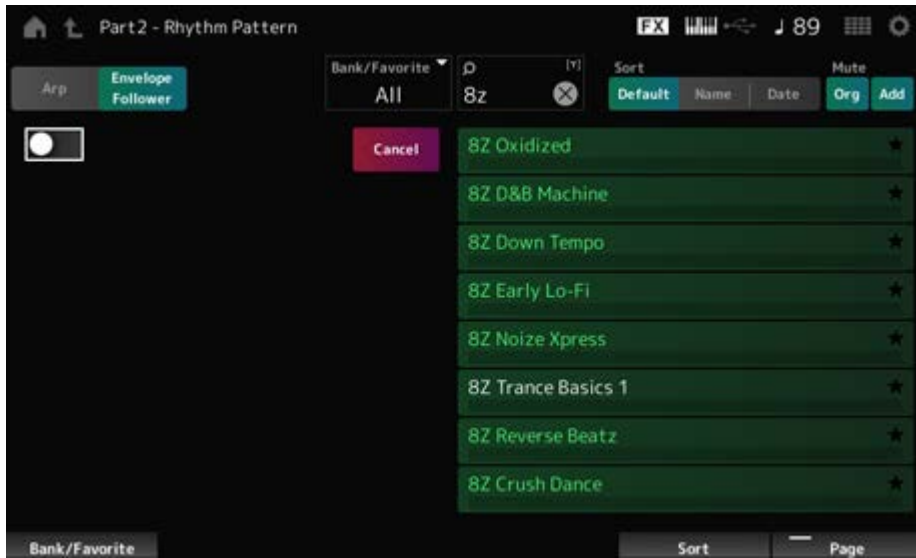 Part2 - Rhythm Pattern
FX
♩ 89
Arp
Envelope
Follower
Bank/Favorite
All
[Y]
8z
Sort
Default
Name
Date
Mute
Org
Add
Cancel
8Z Oxidized
8Z D&B Machine
8Z Down Tempo
8Z Early Lo-Fi
8Z Noize Xpress
8Z Trance Basics 1
8Z Reverse Beatz
8Z Crush Dance
Bank/Favorite
Sort
Page